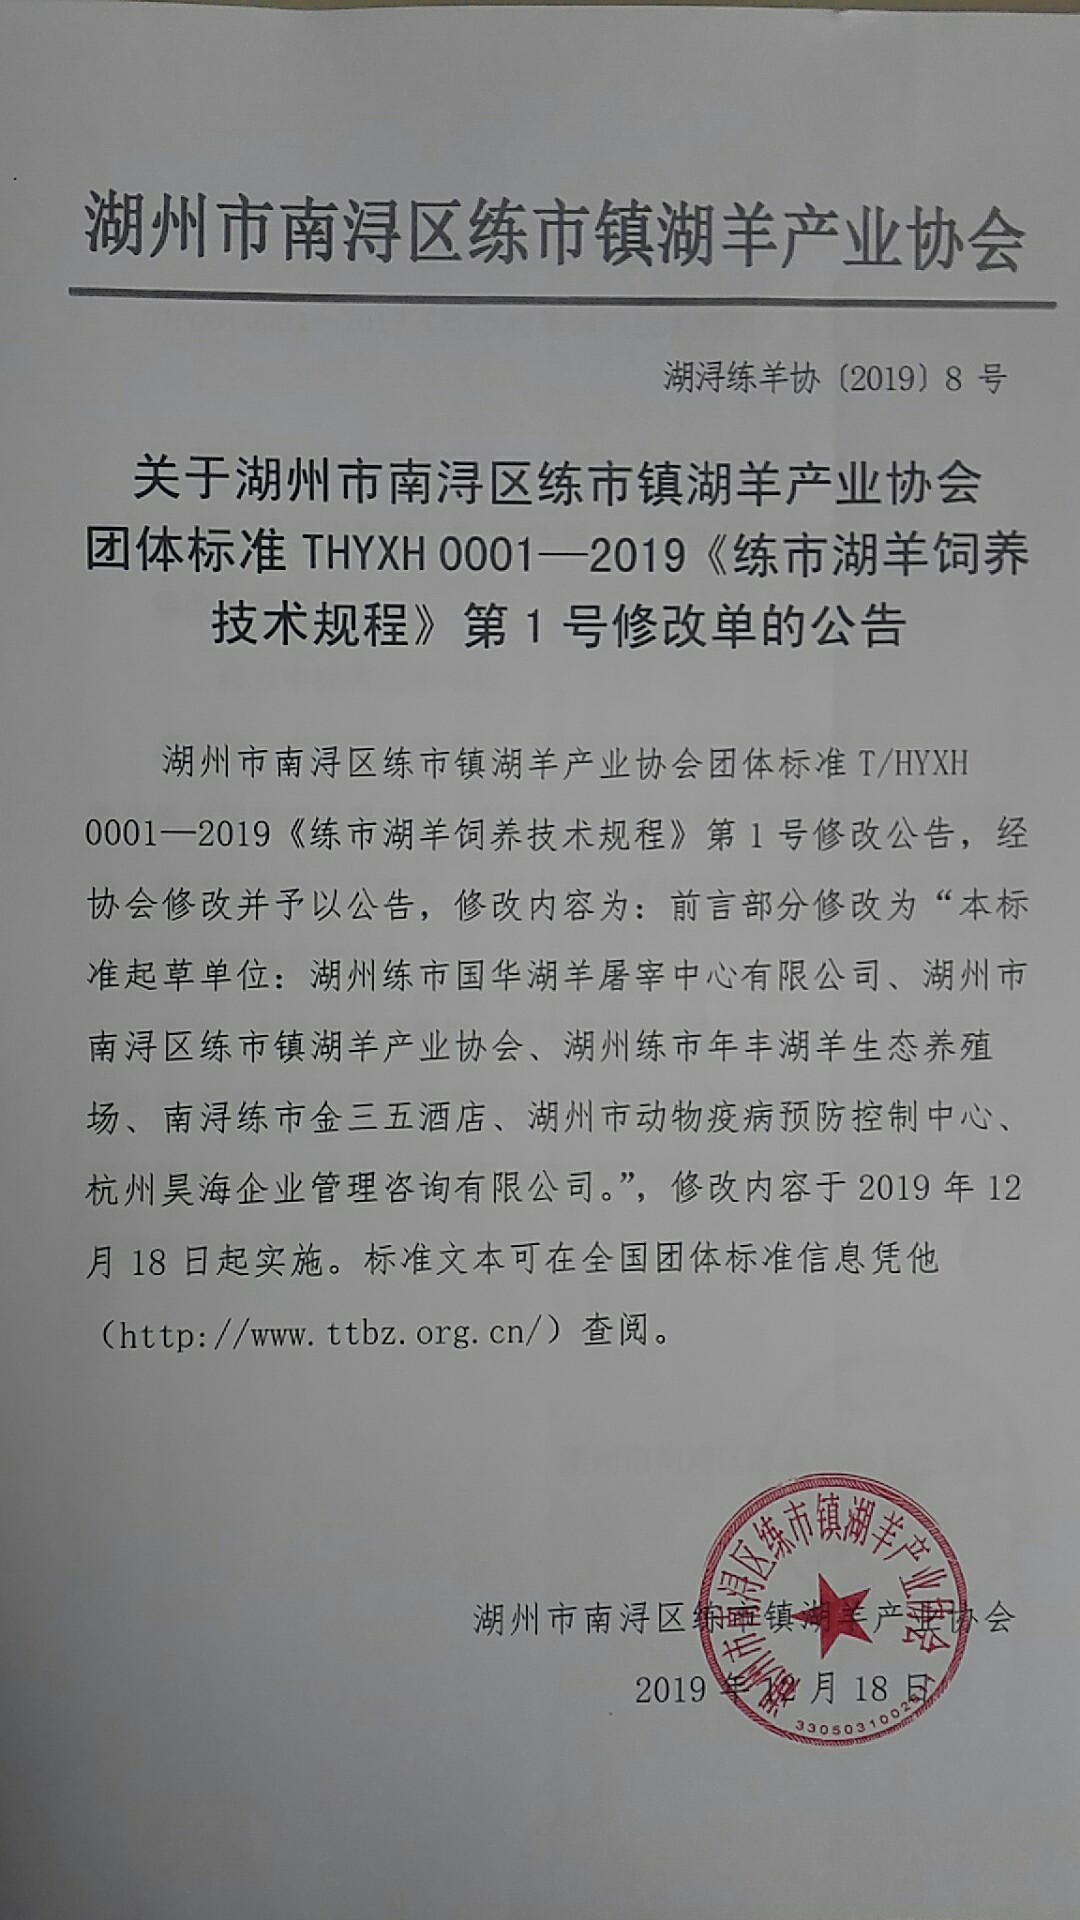 湖州市南浔区练市镇湖羊产业协会
湖浔练羊协〔2019〕8 号
关于湖州市南浔区练市镇湖羊产业协会
团体标准 THYXH 0001—2019《练市湖羊饲养
技术规程》第 1 号修改单的公告
湖州市南浔区练市镇湖羊产业协会团体标准 T/HYXH
0001—2019《练市湖羊饲养技术规程》第 1 号修改公告，经
协会修改并予以公告，修改内容为：前言部分修改为“本标
准起草单位：湖州练市国华湖羊屠宰中心有限公司、湖州市
南浔区练市镇湖羊产业协会、湖州练市年丰湖羊生态养殖
场、南浔练市金三五酒店、湖州市动物疫病预防控制中心、
杭州昊海企业管理咨询有限公司。”，修改内容于 2019 年 12
月 18 日起实施。标准文本可在全国团体标准信息凭他
（http://www.ttbz.org.cn/）查阅。
湖州市南浔区练市镇湖羊产业协会
2019 年 12 月 18 日
湖州市南浔区练市镇湖羊产业协会